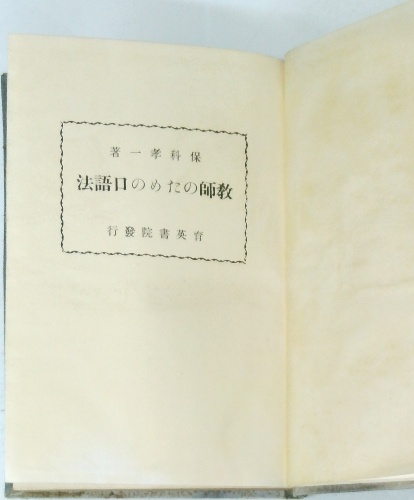 保科孝一著
教師のための口語法
育英書院發行